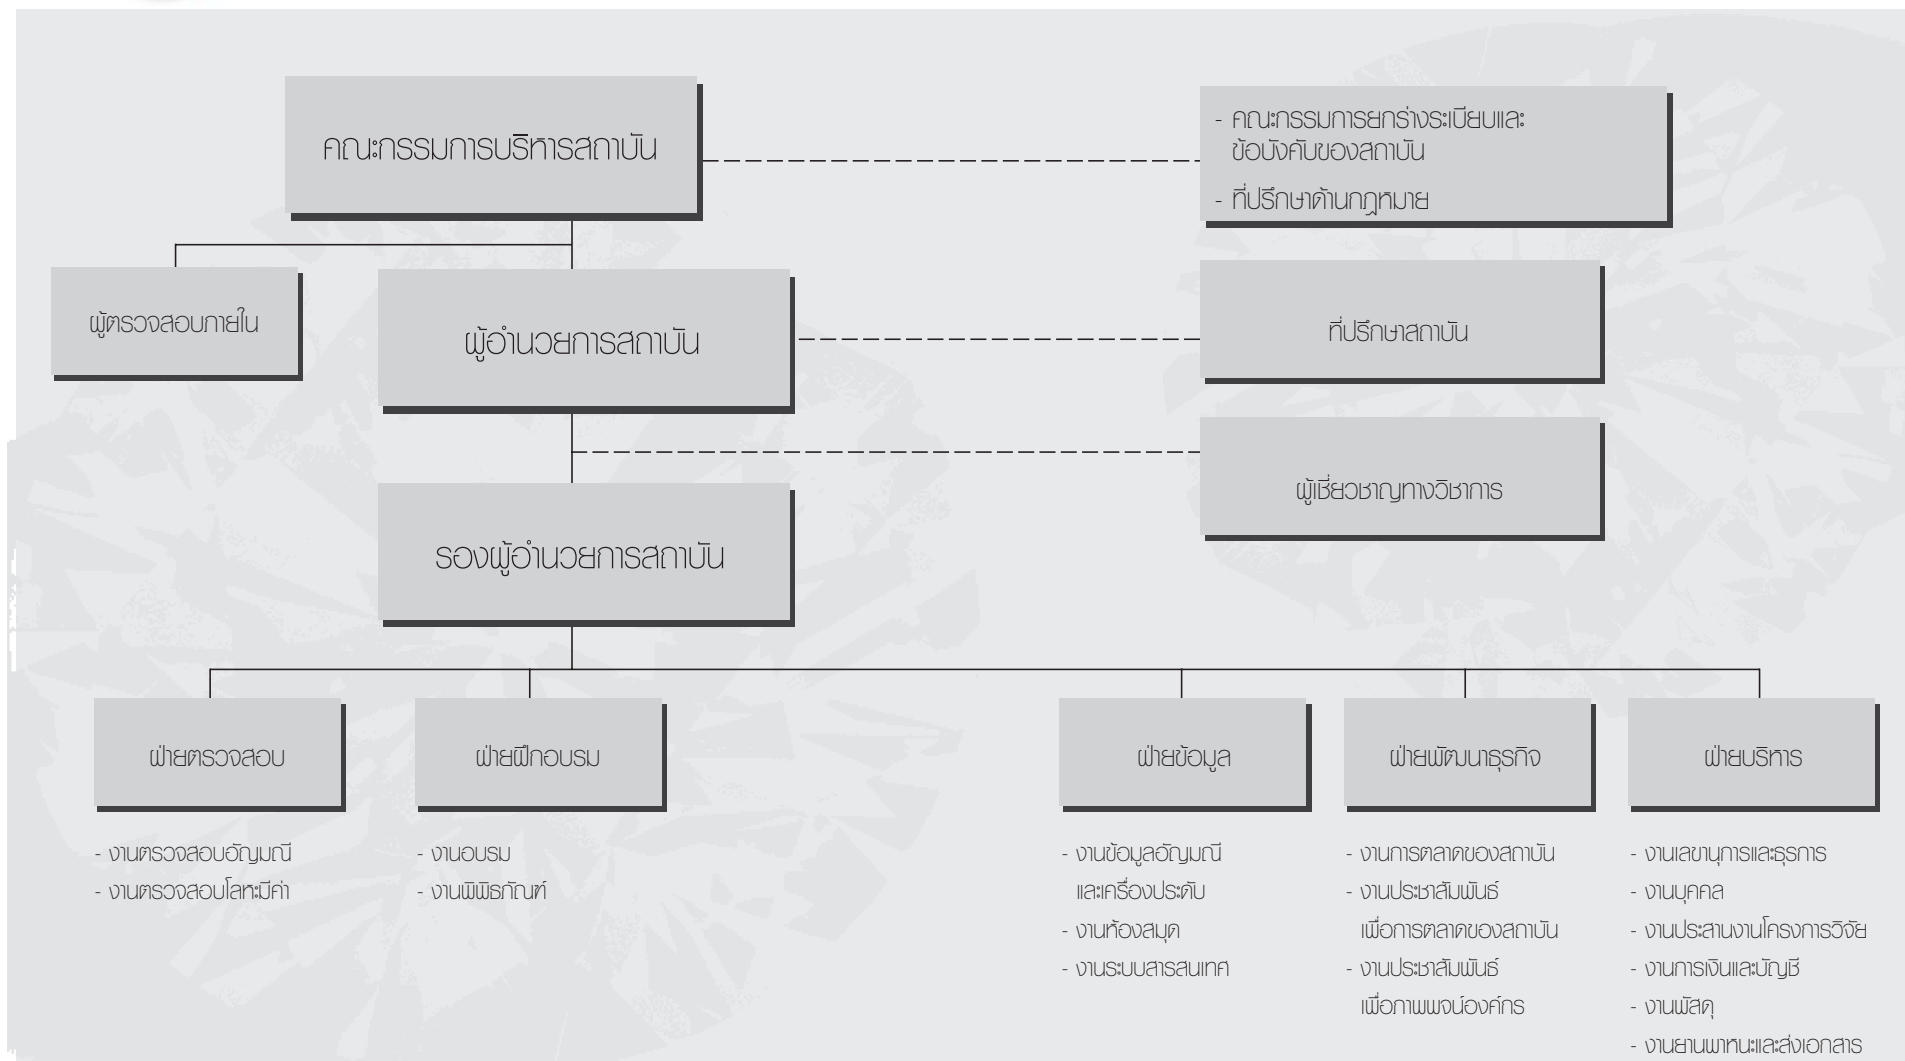 คณะกรรมการบริหารสถาบัน
- คณะกรรมการยกร่างระเบียบและ
ข้อบังคับของสถาบัน
- ที่ปรึกษาด้านกฎหมาย
ผู้ตรวจสอบภายใน
ผู้อำนวยการสถาบัน
ที่ปรึกษาสถาบัน
ผู้เชี่ยวชาญทางวิชาการ
รองผู้อำนวยการสถาบัน
ฝ่ายตรวจสอบ
- งานตรวจสอบอัญมณี
- งานตรวจสอบโลหะมีค่า
ฝ่ายฝึกอบรม
- งานอบรม
- งานพิพิธภัณฑ์
ฝ่ายข้อมูล
- งานข้อมูลอัญมณี
และเครื่องประดับ
- งานห้องสมุด
- งานระบบสารสนเทศ
ฝ่ายพัฒนาธุรกิจ
- งานการตลาดของสถาบัน
- งานประชาสัมพันธ์
เพื่อการตลาดของสถาบัน
- งานประชาสัมพันธ์
เพื่อภาพพจน์องค์กร
ฝ่ายบริหาร
- งานเลขานุการและธุรการ
- งานบุคคล
- งานประสานงานโครงการวิจัย
- งานการเงินและบัญชี
- งานพัสดุ
- งานยานพาหนะและส่งเอกสาร